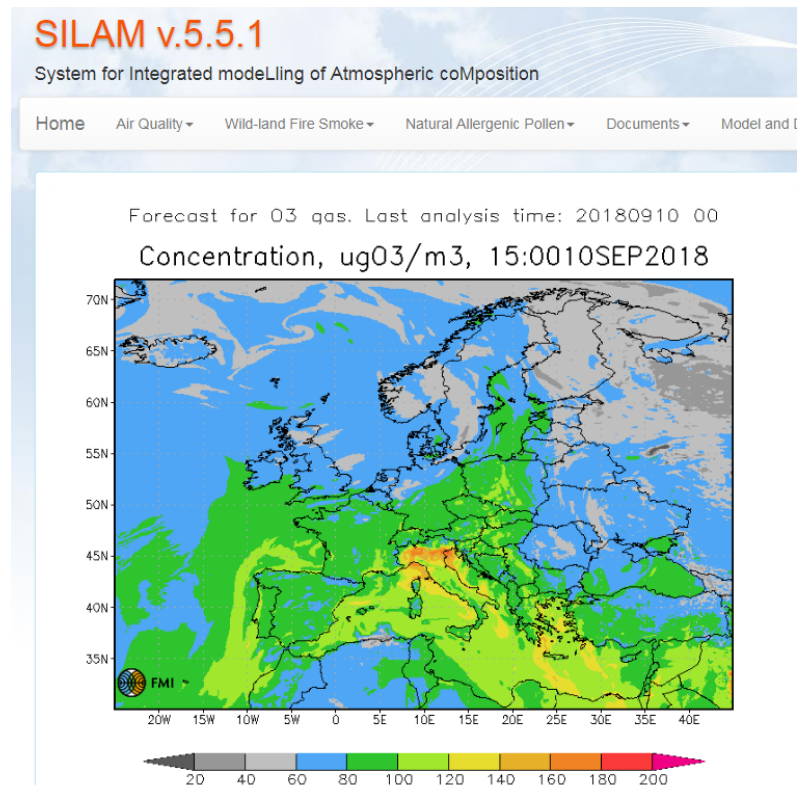 SILAM v.5.5.1
System for Integrated modeLling of Atmospheric coMposition
Home Air Quality Wild-land Fire Smoke Natural Allergenic Pollen Documents Model and D
Forecast for O3 gas. Last analysis time: 20180910 00
Concentration, ugO3/m3, 15:0010SEP2018
70N
65N
60N
55N
50N
45N
40N
35N
FMI
20W 15W 10W 5W 0 5E 10E 15E 20E 25E 30E 35E 40E
20 40 60 80 100 120 140 160 180 200